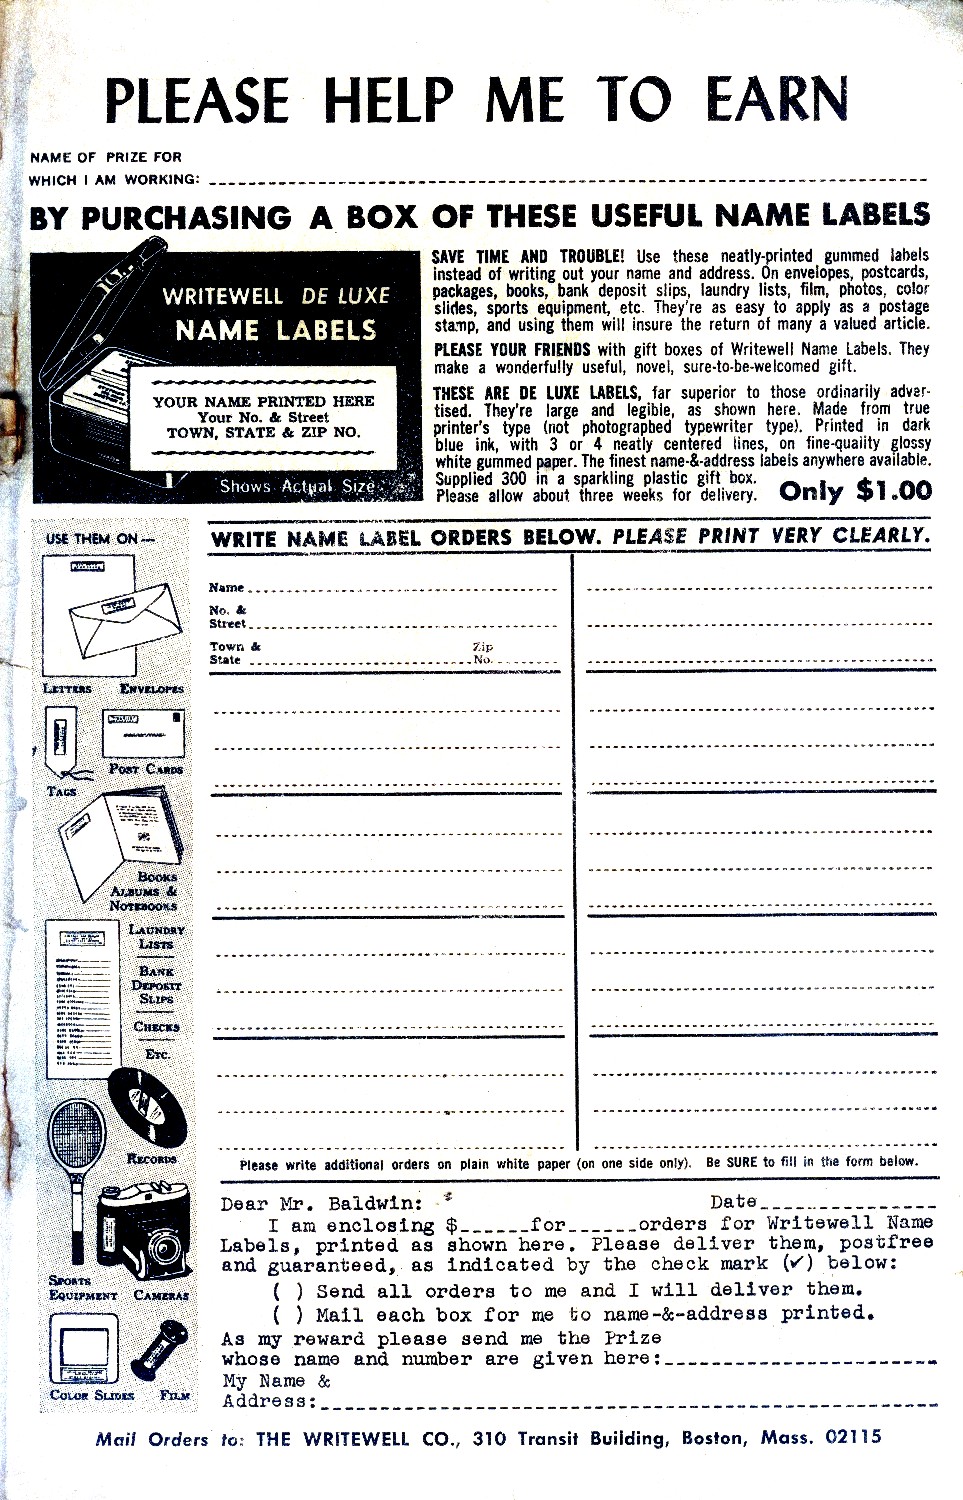 PLEASE HELP ME TO EARN
NAME OF PRIZE FOR
WHICH I AM WORKING:
BY PURCHASING A BOX OF THESE USEFUL NAME LABELS
WRITEWELL DE LUXE
NAME LABELS
YOUR NAME PRINTED HERE
Your No. & Street
TOWN, STATE & ZIP NO.
Shows Actual Size
SAVE TIME AND TROUBLE! Use these neatly-printed gummed labels
instead of writing out your name and address. On envelopes, postcards,
packages, books, bank deposit slips, laundry lists, film, photos, color
slides, sports equipment, etc. They're as easy to apply as a postage
stamp, and using them will insure the return of many a valued article.
PLEASE YOUR FRIENDS with gift boxes of Writewell Name Labels. They
make a wonderfully useful, novel, sure-to-be-welcomed gift.
THESE ARE DE LUXE LABELS, far superior to those ordinarily adver-
tised. They're large and legible, as shown here. Made from true
printer's type (not photographed typewriter type). Printed in dark
blue ink, with 3 or 4 neatly centered lines, on fine-quality glossy
white gummed paper. The finest name-&-address labels anywhere available.
Supplied 300 in a sparkling plastic gift box.
Please allow about three weeks for delivery. Only $1.00
USE THEM ON—
LETTERS ENVELOPES
POST CARDS
TAGS
BOOKS
ALBUMS &
NOTEBOOKS
LAUNDRY
LISTS
BANK
DEPOSIT
SLIPS
CHECKS
ETC.
RECORDS
SPORTS
EQUIPMENT CAMERAS
COLOR SLIDES FILM
WRITE NAME LABEL ORDERS BELOW. PLEASE PRINT VERY CLEARLY.
Name
No. &
Street
Town & Zip
State No.
Please write additional orders on plain white paper (on one side only). Be SURE to fill in the form below.
Dear Mr. Baldwin: Date
I am enclosing $______for______orders for Writewell Name
Labels, printed as shown here. Please deliver them, postfree
and guaranteed, as indicated by the check mark (✓) below:
( ) Send all orders to me and I will deliver them.
( ) Mail each box for me to name-&-address printed.
As my reward please send me the Prize
whose name and number are given here:
My Name &
Address:
Mail Orders to: THE WRITEWELL CO., 310 Transit Building, Boston, Mass. 02115